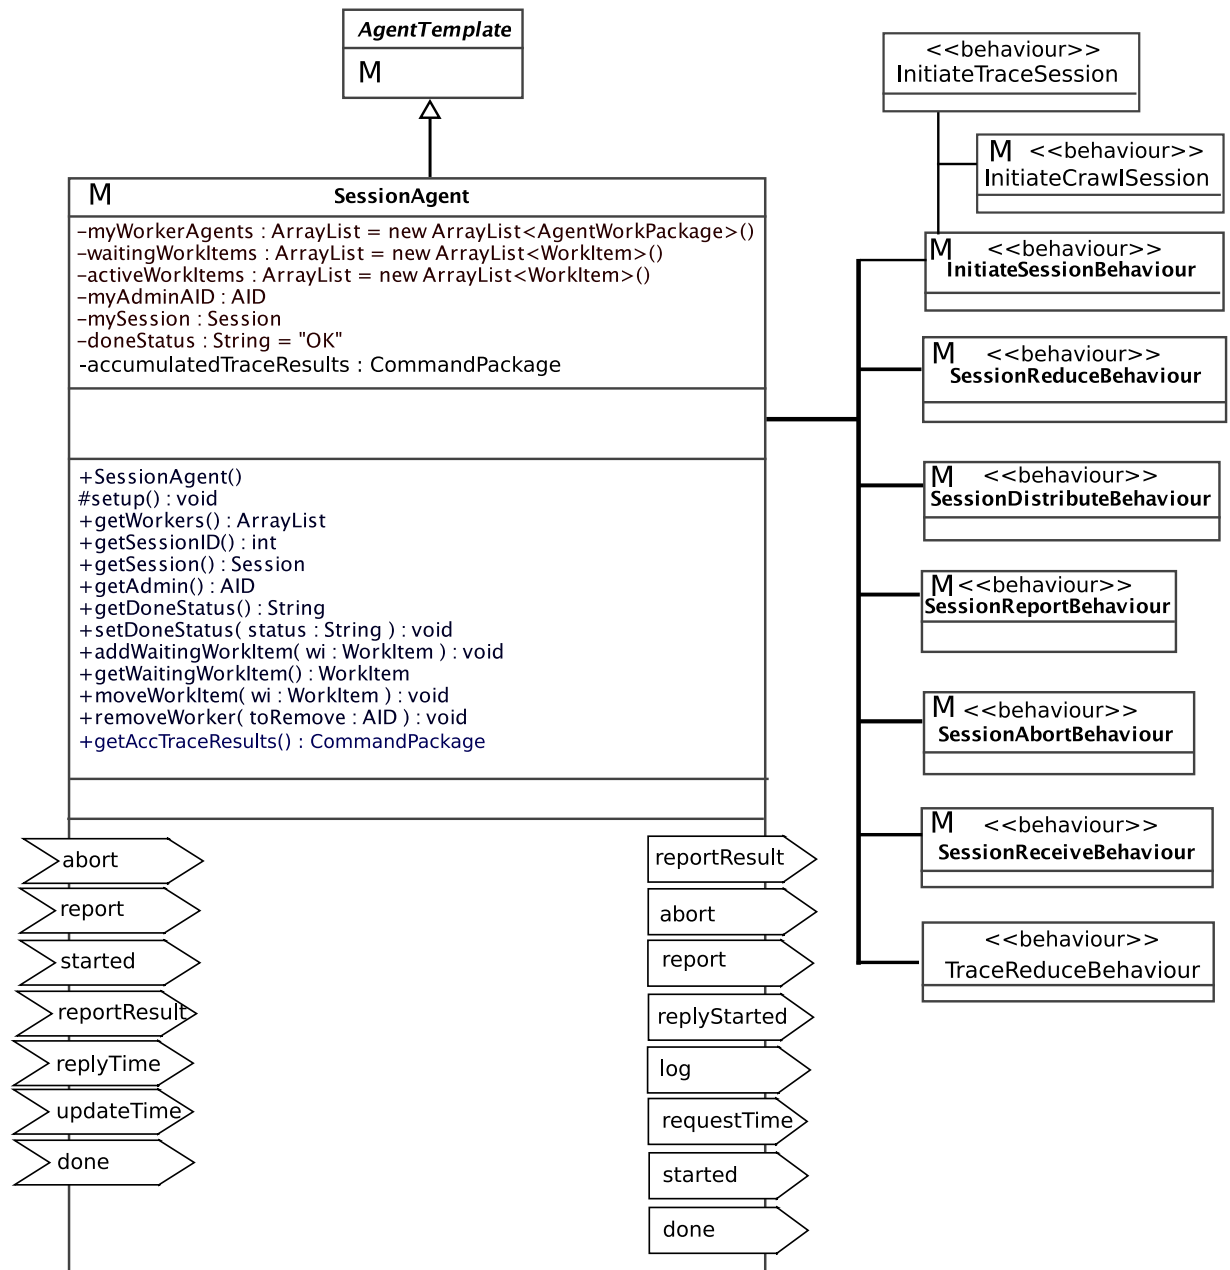 AgentTemplate
M
M SessionAgent
-myWorkerAgents : ArrayList = new ArrayList<AgentWorkPackage>()
-waitingWorkItems : ArrayList = new ArrayList<WorkItem>()
-activeWorkItems : ArrayList = new ArrayList<WorkItem>()
-myAdminAID : AID
-mySession : Session
-doneStatus : String = "OK"
-accumulatedTraceResults : CommandPackage
+SessionAgent()
#setup() : void
+getWorkers() : ArrayList
+getSessionID() : int
+getSession() : Session
+getAdmin() : AID
+getDoneStatus() : String
+setDoneStatus( status : String ) : void
+addWaitingWorkItem( wi : WorkItem ) : void
+getWaitingWorkItem() : WorkItem
+moveWorkItem( wi : WorkItem ) : void
+removeWorker( toRemove : AID ) : void
+getAccTraceResults() : CommandPackage
abort
report
started
reportResult
replyTime
updateTime
done
reportResult
abort
report
replyStarted
log
requestTime
started
done
<<behaviour>>
InitiateTraceSession
M <<behaviour>>
InitiateCrawlSession
M <<behaviour>>
InitiateSessionBehaviour
M <<behaviour>>
SessionReduceBehaviour
M <<behaviour>>
SessionDistributeBehaviour
M <<behaviour>>
SessionReportBehaviour
M <<behaviour>>
SessionAbortBehaviour
M <<behaviour>>
SessionReceiveBehaviour
<<behaviour>>
TraceReduceBehaviour